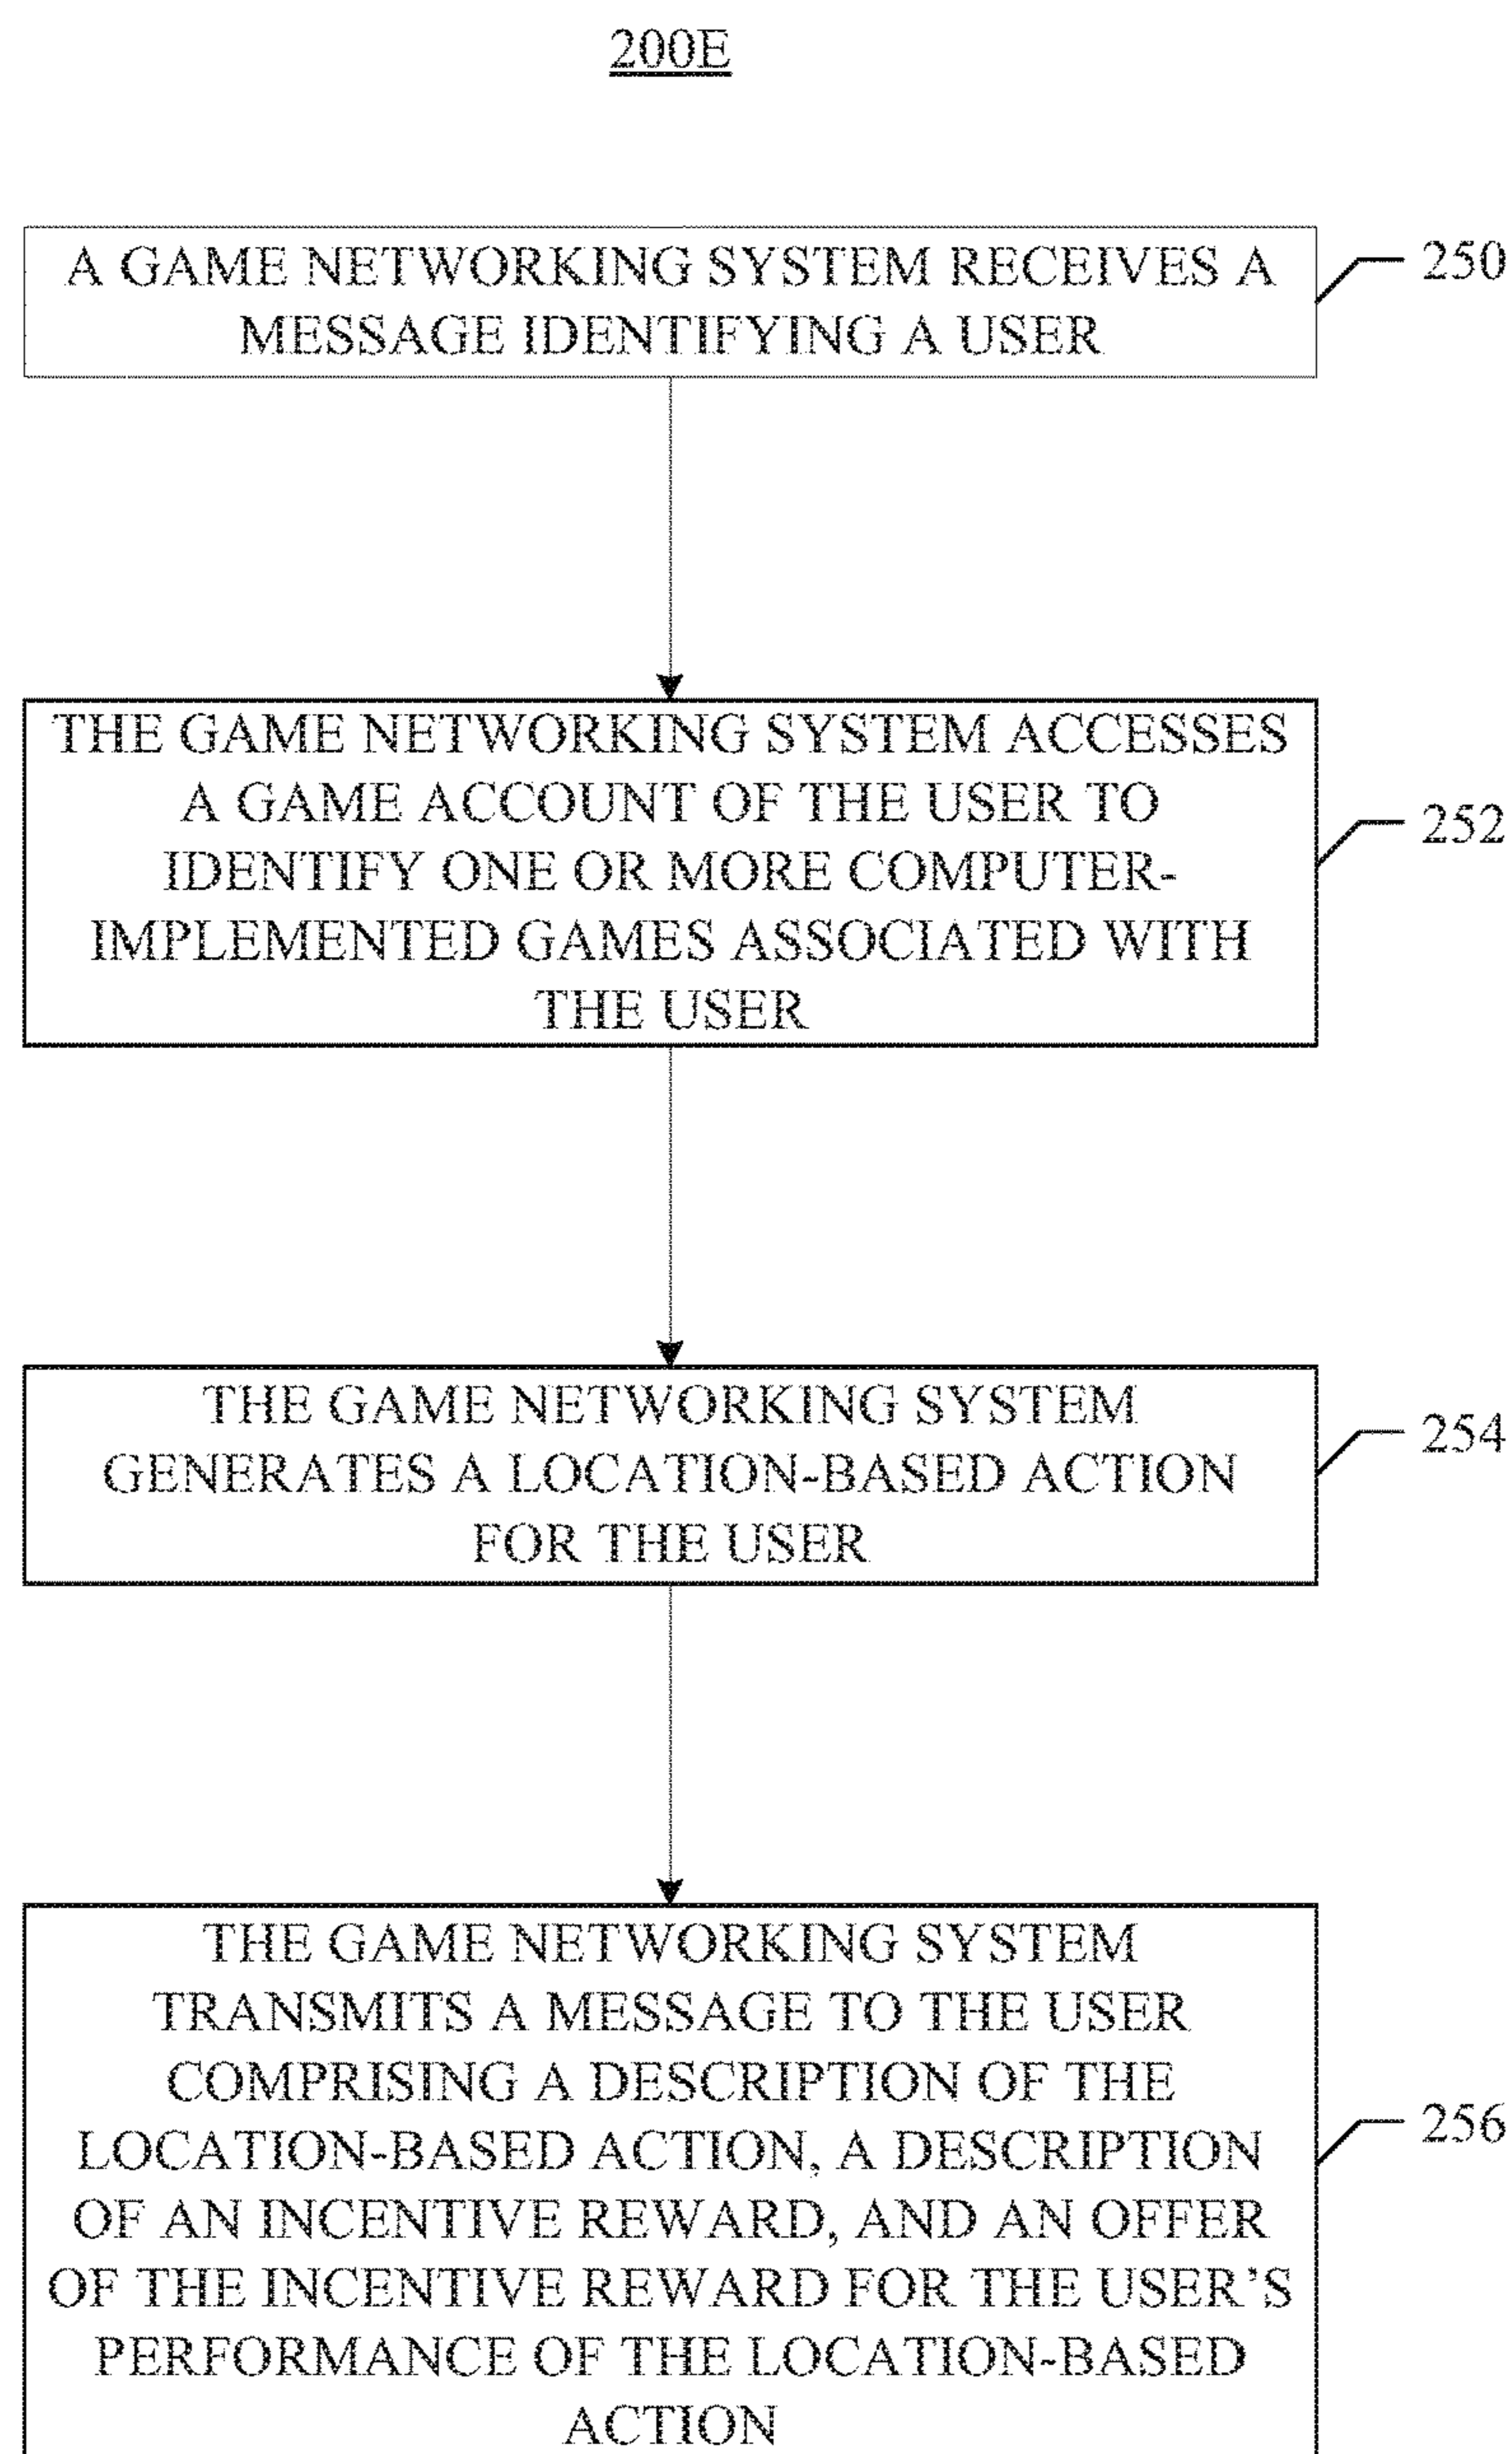 200E
A GAME NETWORKING SYSTEM RECEIVES A
MESSAGE IDENTIFYING A USER
250
THE GAME NETWORKING SYSTEM ACCESSES
A GAME ACCOUNT OF THE USER TO
IDENTIFY ONE OR MORE COMPUTER-
IMPLEMENTED GAMES ASSOCIATED WITH
THE USER
252
THE GAME NETWORKING SYSTEM
GENERATES A LOCATION-BASED ACTION
FOR THE USER
254
THE GAME NETWORKING SYSTEM
TRANSMITS A MESSAGE TO THE USER
COMPRISING A DESCRIPTION OF THE
LOCATION-BASED ACTION, A DESCRIPTION
OF AN INCENTIVE REWARD, AND AN OFFER
OF THE INCENTIVE REWARD FOR THE USER’S
PERFORMANCE OF THE LOCATION-BASED
ACTION
256